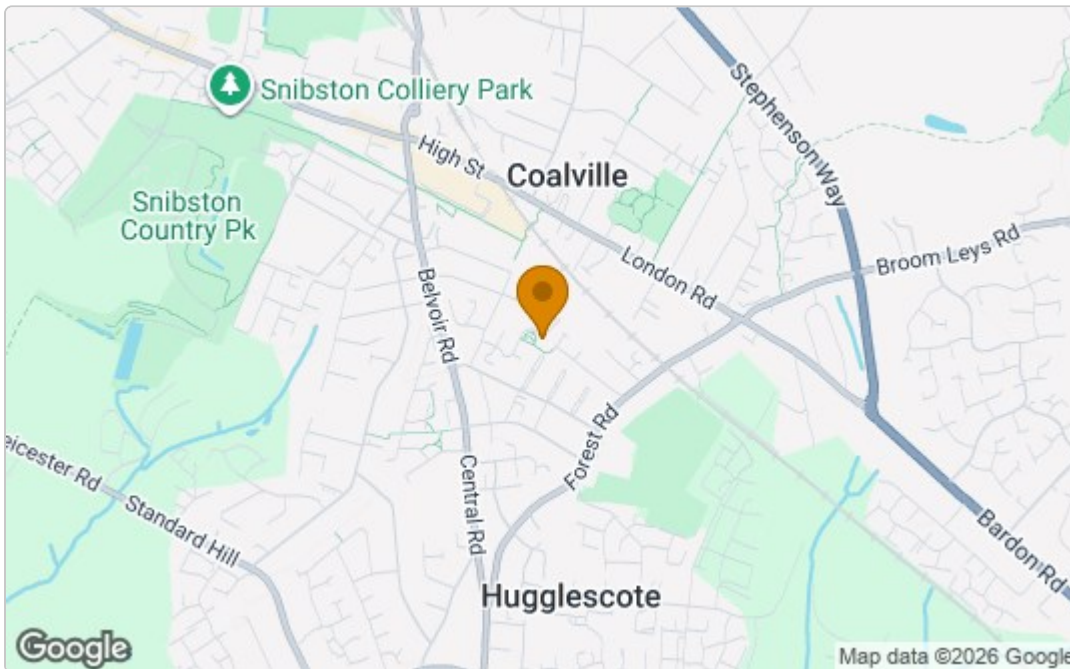 Snibston Colliery Park
High St
Coalville
Stephenson Way
Snibston
Country Pk
Broom Leys Rd
London Rd
Belvoir Rd
Forest Rd
eicester Rd
Standard Hill
Central Rd
Bardon Rd
Hugglescote
Google
Map data ©2026 Google